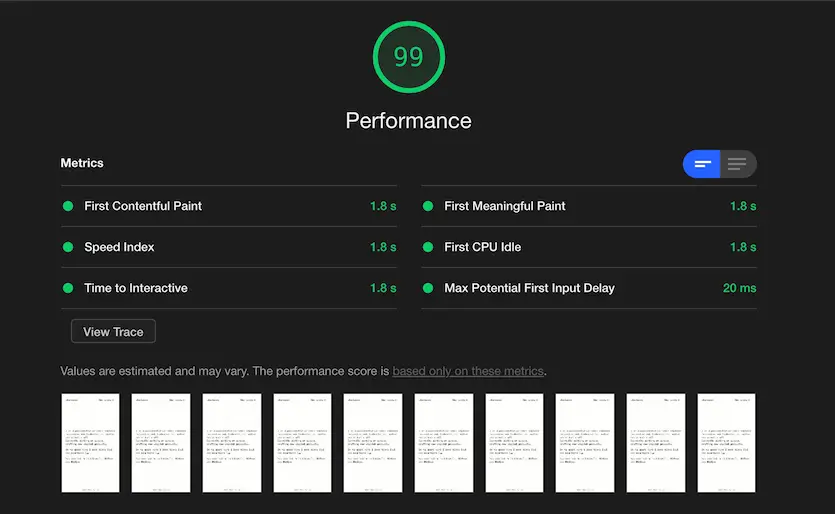 99
Performance
Metrics
First Contentful Paint 1.8 s
First Meaningful Paint 1.8 s
Speed Index 1.8 s
First CPU Idle 1.8 s
Time to Interactive 1.8 s
Max Potential First Input Delay 20 ms
View Trace
Values are estimated and may vary. The performance score is based only on these metrics.